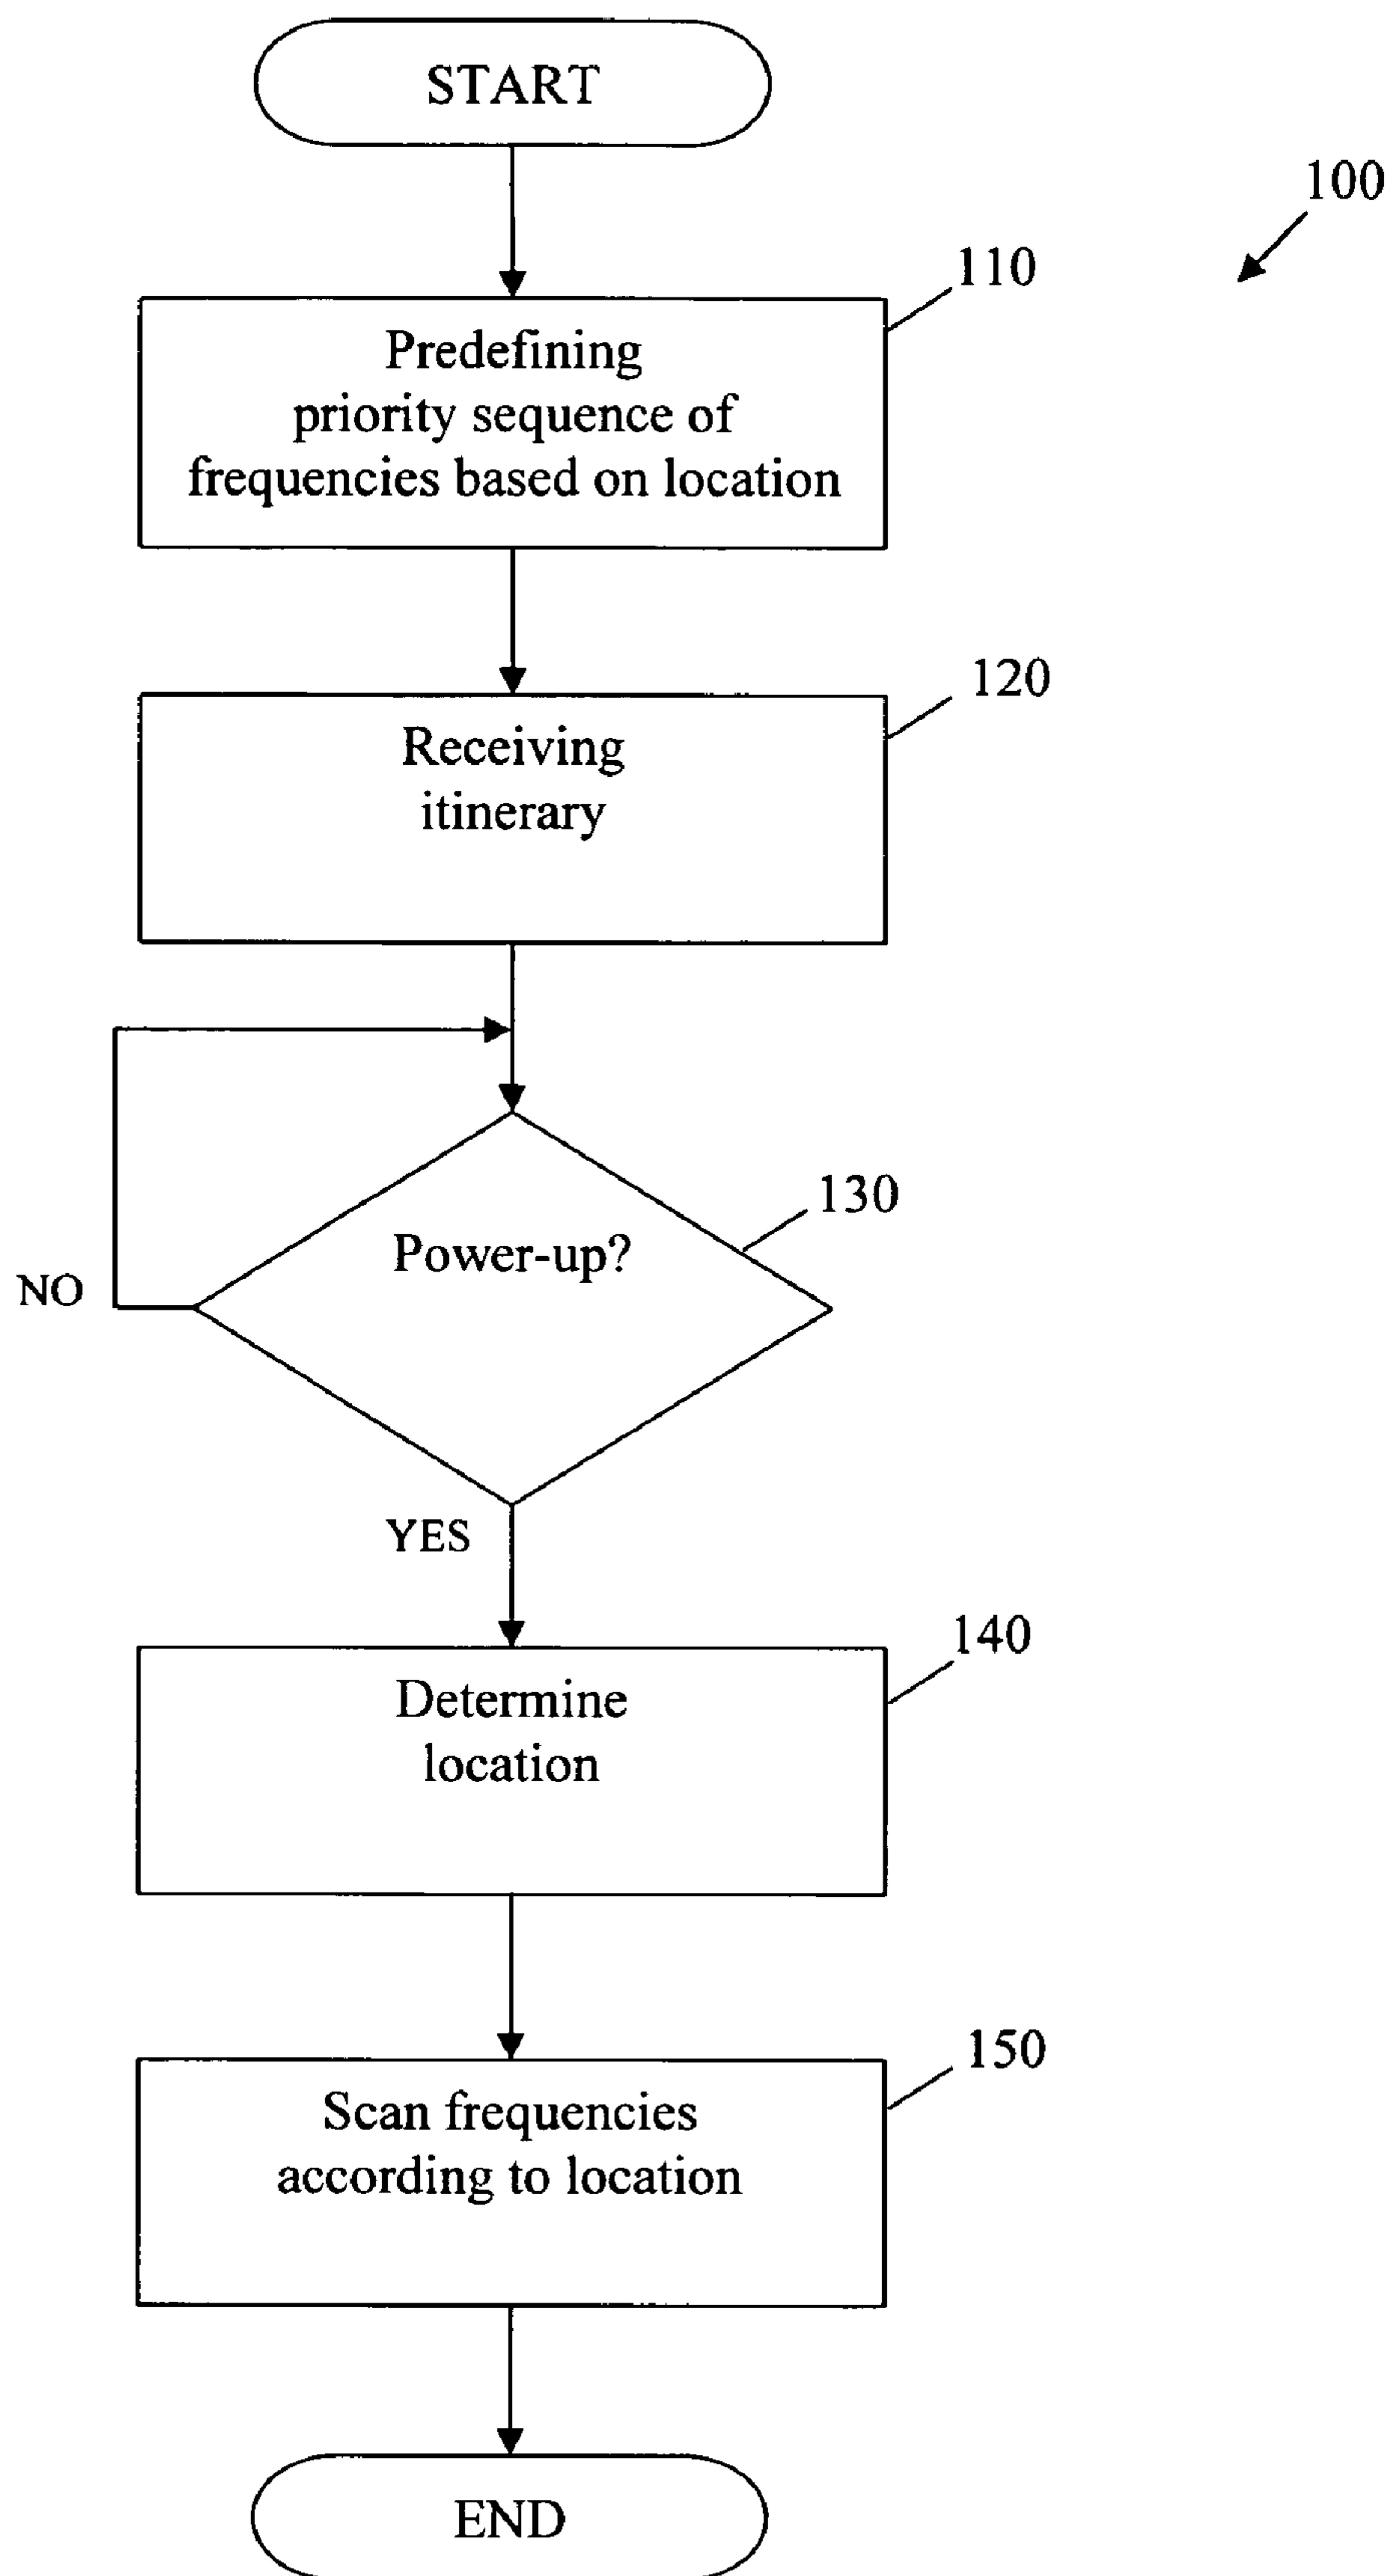 START
100
110
Predefining
priority sequence of
frequencies based on location
120
Receiving
itinerary
130
Power-up?
NO
YES
140
Determine
location
150
Scan frequencies
according to location
END